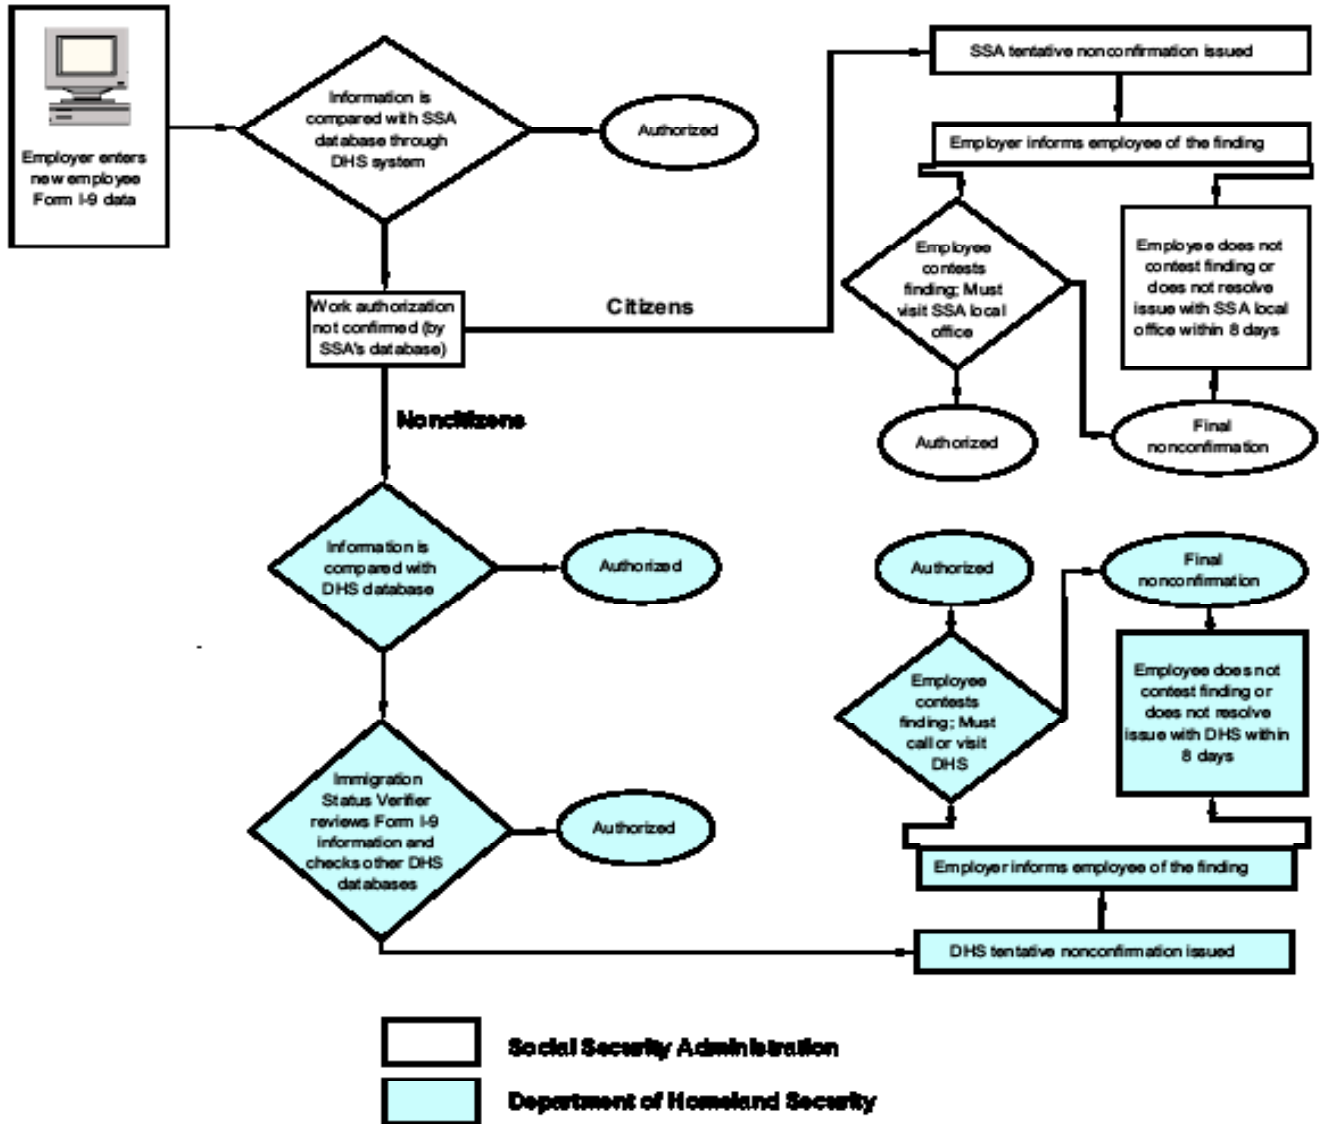 Employer enters
new employee
Form I-9 data
Information is
compared with SSA
database through
DHS system
Authorized
Work authorization
not confirmed (by
SSA's database)
Citizens
Noncitizens
SSA tentative nonconfirmation issued
Employer informs employee of the finding
Employee
contests
finding; Must
visit SSA local
office
Employee does not
contest finding or
does not resolve
issue with SSA local
office within 8 days
Authorized
Final
nonconfirmation
Information is
compared with
DHS database
Authorized
Immigration
Status Verifier
reviews Form I-9
information and
checks other DHS
databases
Authorized
Authorized
Final
nonconfirmation
Employee
contests
finding; Must
call or visit
DHS
Employee does not
contest finding or
does not resolve
issue with DHS within
8 days
Employer informs employee of the finding
DHS tentative nonconfirmation issued
Social Security Administration
Department of Homeland Security